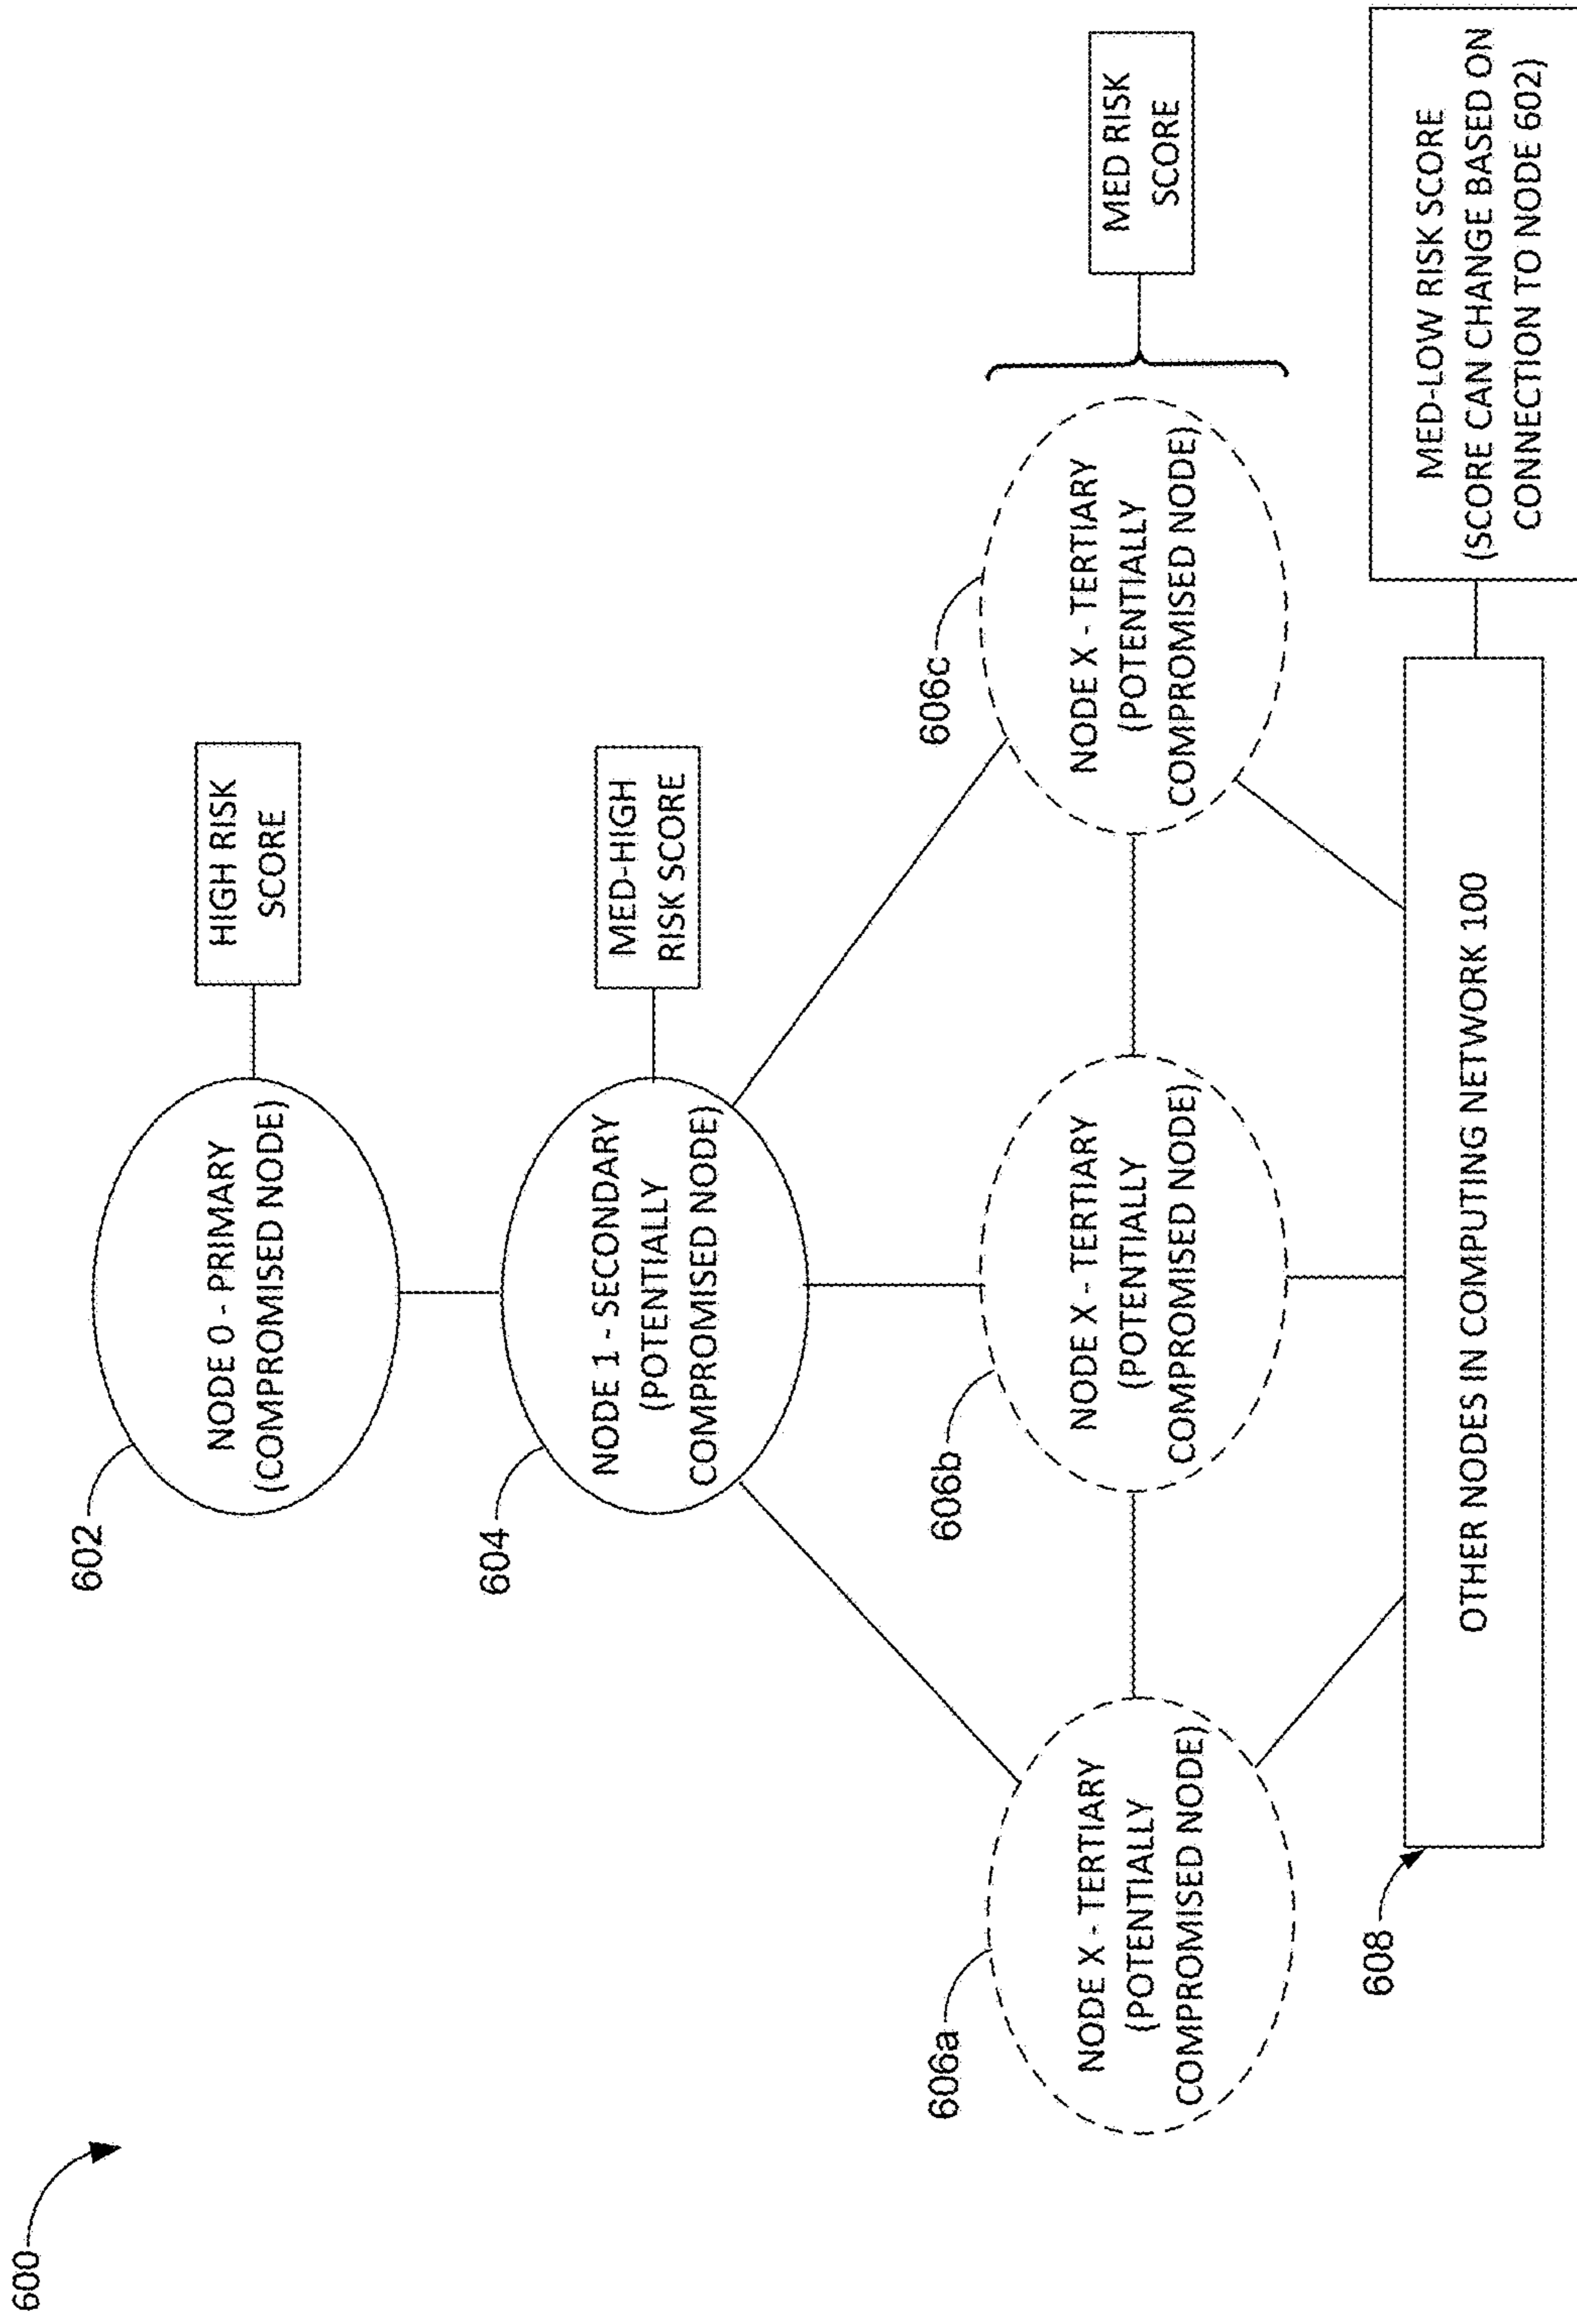 600
602
NODE 0 - PRIMARY
(COMPROMISED NODE)
HIGH RISK
SCORE
604
NODE 1 - SECONDARY
(POTENTIALLY
COMPROMISED NODE)
MED-HIGH
RISK SCORE
606a
NODE X - TERTIARY
(POTENTIALLY
COMPROMISED NODE)
606b
NODE X - TERTIARY
(POTENTIALLY
COMPROMISED NODE)
606c
NODE X - TERTIARY
(POTENTIALLY
COMPROMISED NODE)
MED RISK
SCORE
608
OTHER NODES IN COMPUTING NETWORK 100
MED-LOW RISK SCORE
(SCORE CAN CHANGE BASED ON
CONNECTION TO NODE 602)